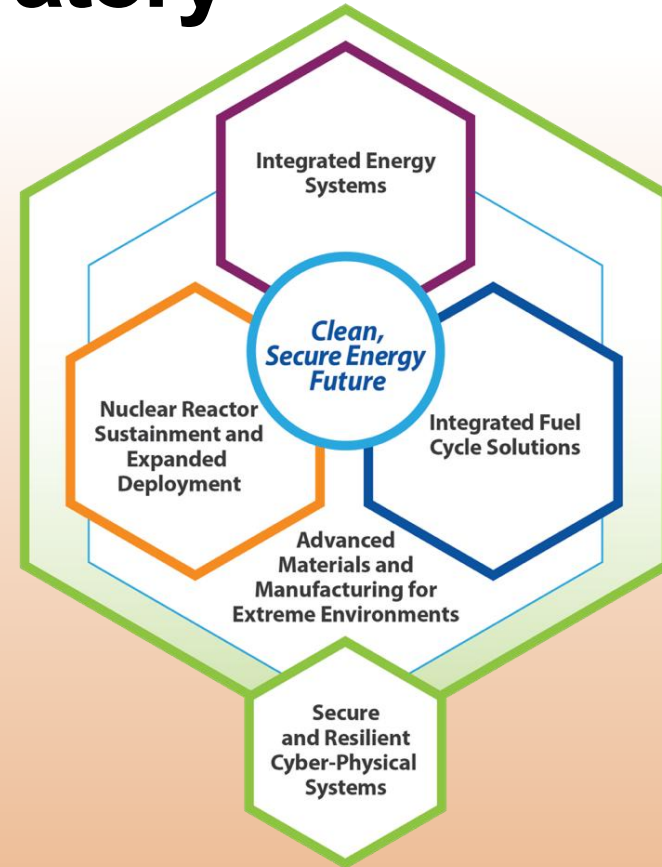 Integrated Energy
Systems
Clean,
Secure Energy
Future
Nuclear Reactor
Sustainment and
Expanded
Deployment
Integrated Fuel
Cycle Solutions
Advanced
Materials and
Manufacturing for
Extreme Environments
Secure
and Resilient
Cyber-Physical
Systems